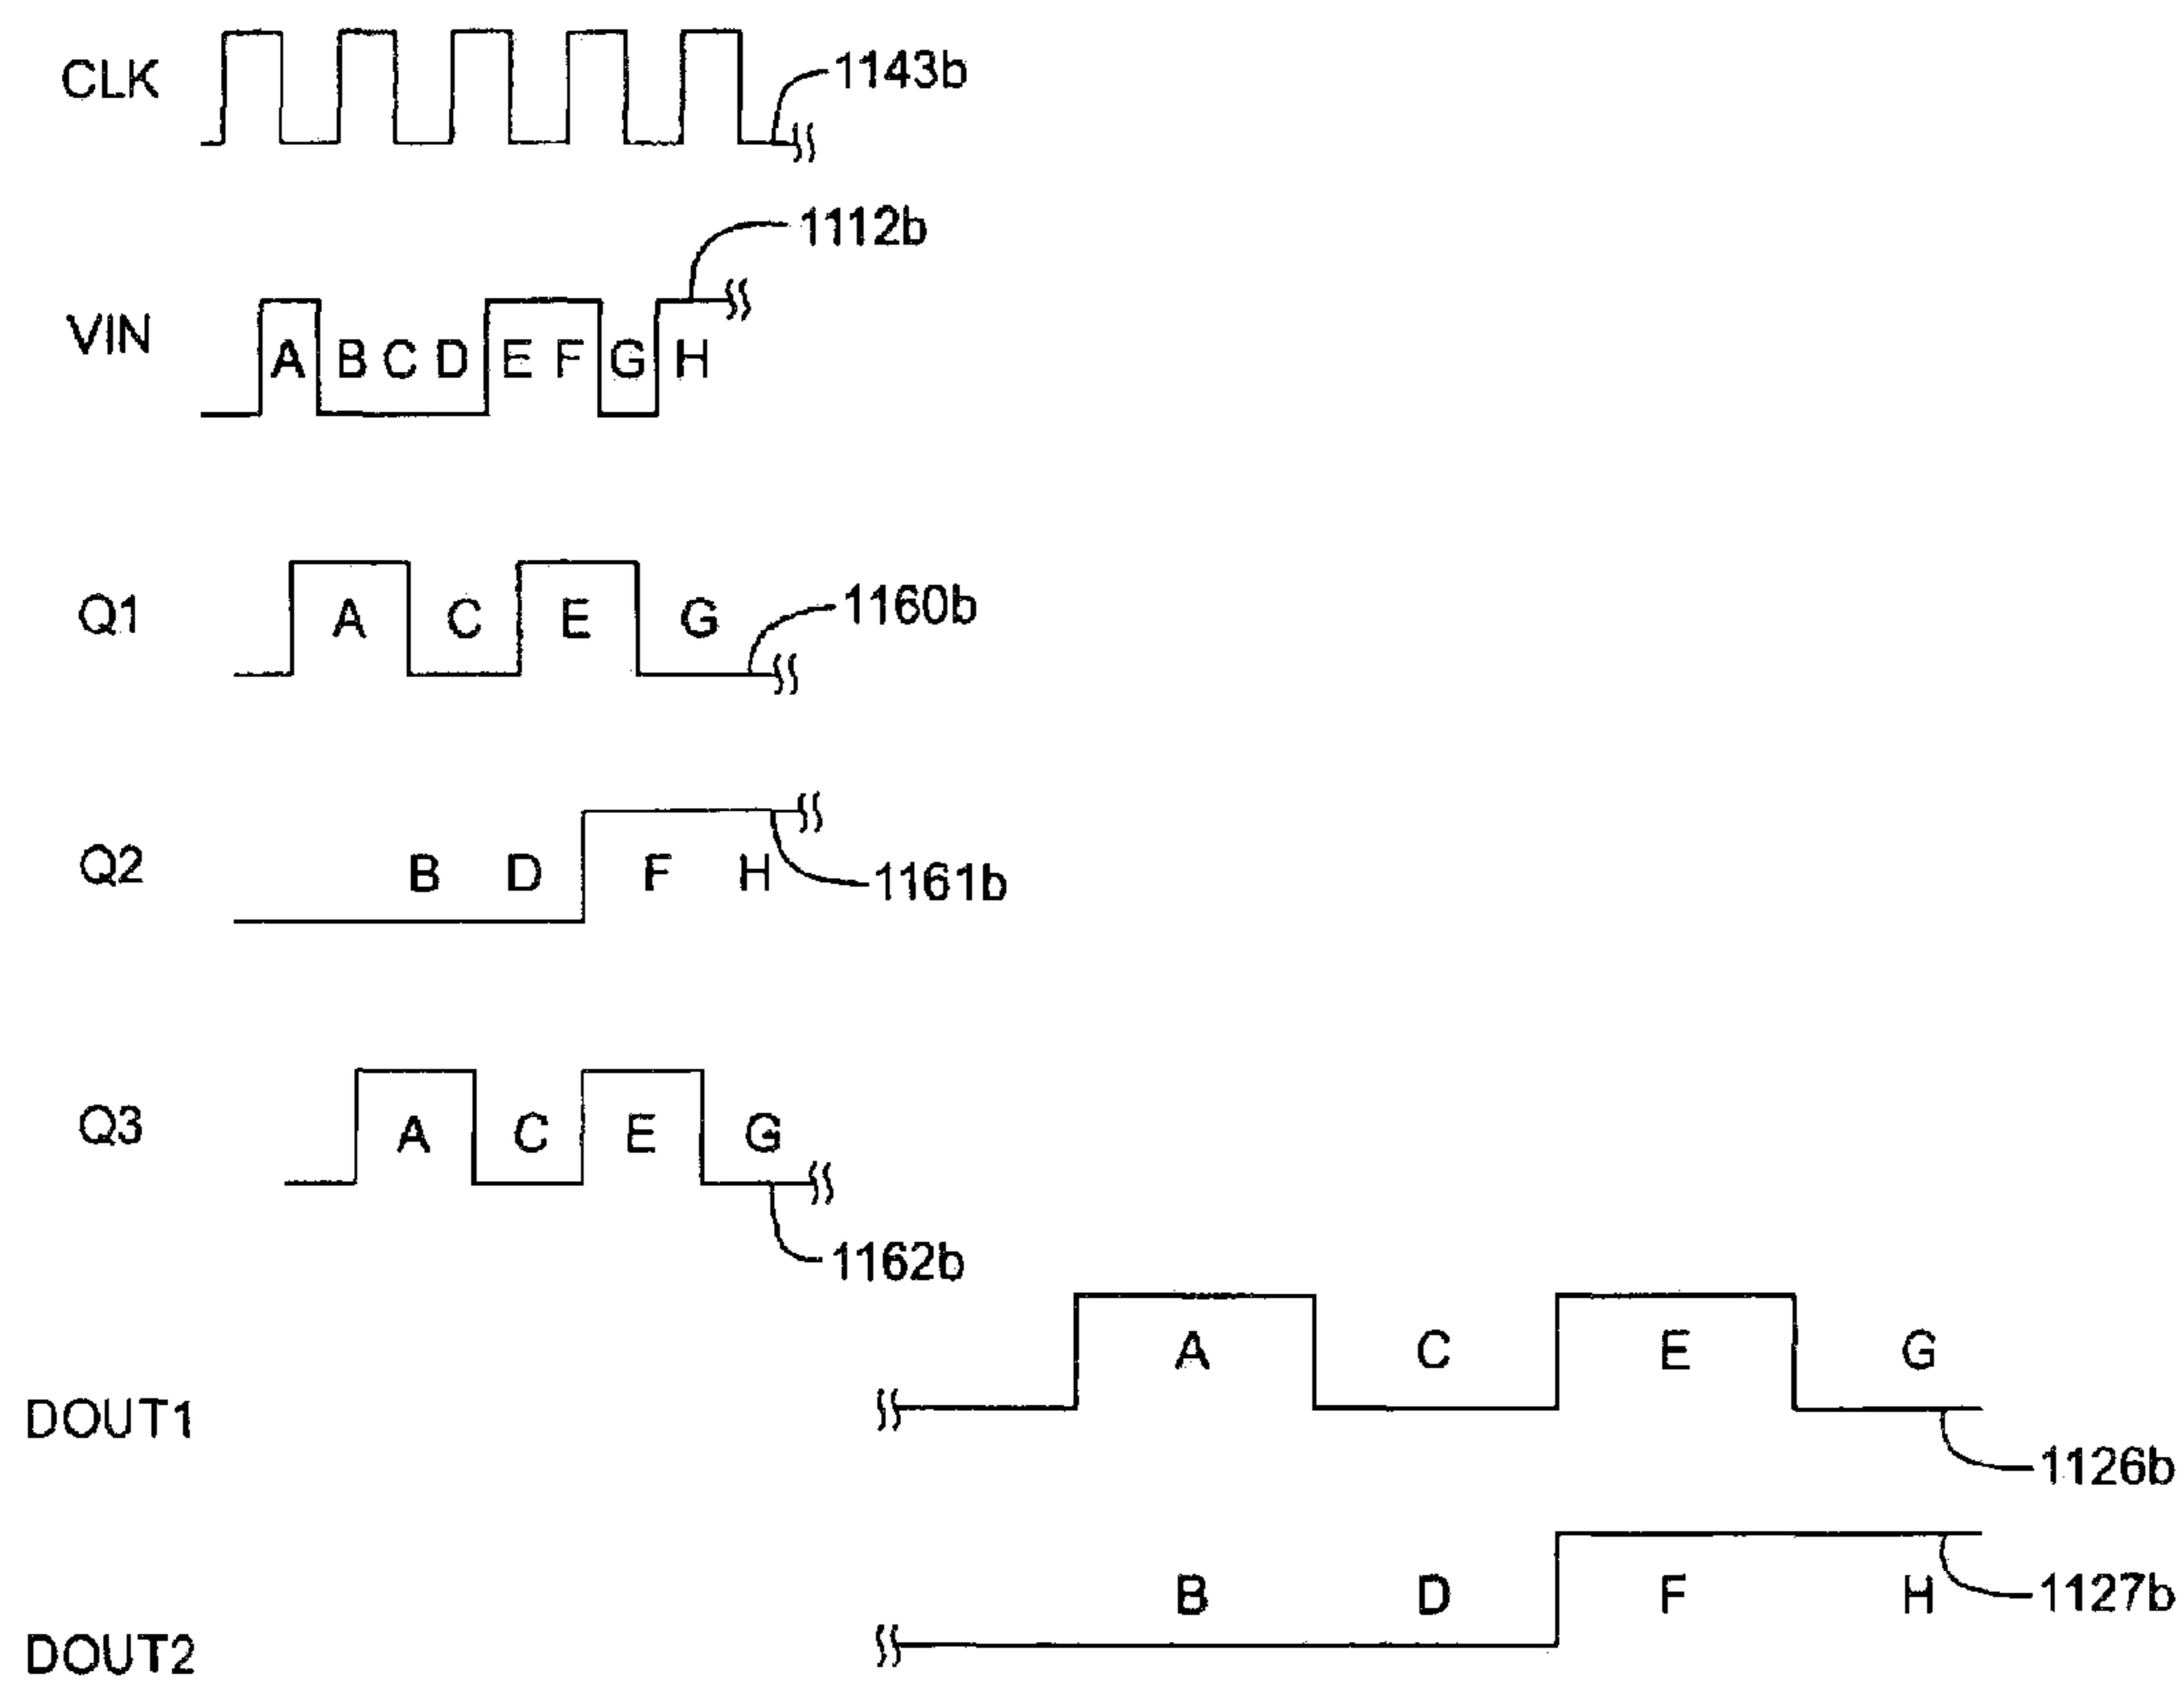 CLK 1143b
1112b
VIN A B C D E F G H
Q1 A C E G 1160b
Q2 B D F H 1161b
Q3 A C E G
1162b
A C E G
DOUT1
1126b
B D F H 1127b
DOUT2